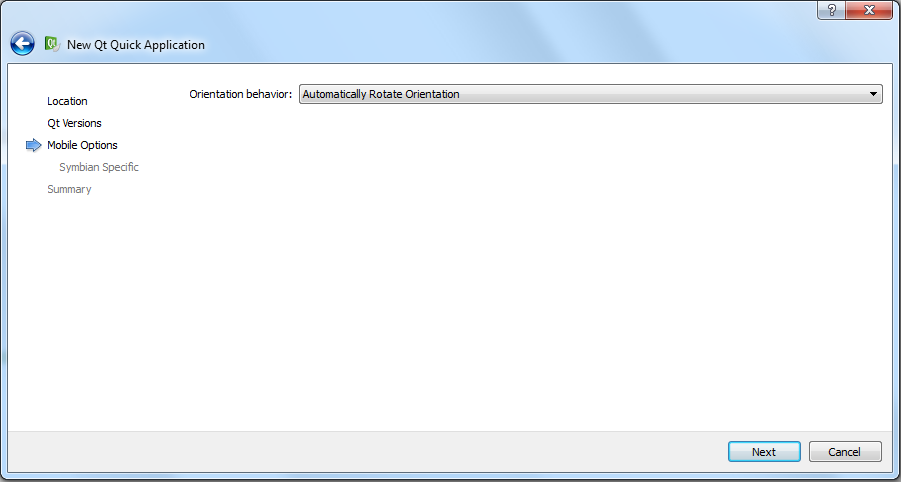 New Qt Quick Application
Location
Qt Versions
Mobile Options
Symbian Specific
Summary
Orientation behavior: Automatically Rotate Orientation
Next Cancel